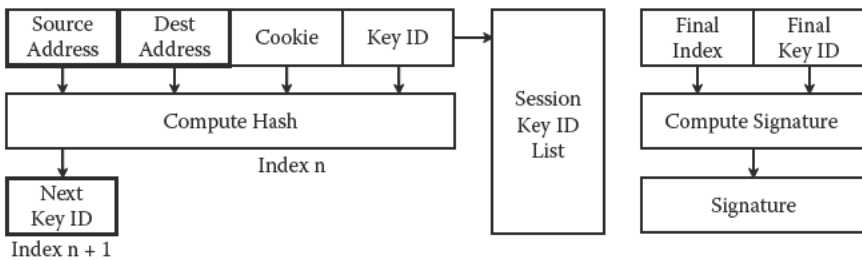 Source
Address
Dest
Address
Cookie
Key ID
Compute Hash
Index n
Next
Key ID
Index n + 1
Session
Key ID
List
Final
Index
Final
Key ID
Compute Signature
Signature